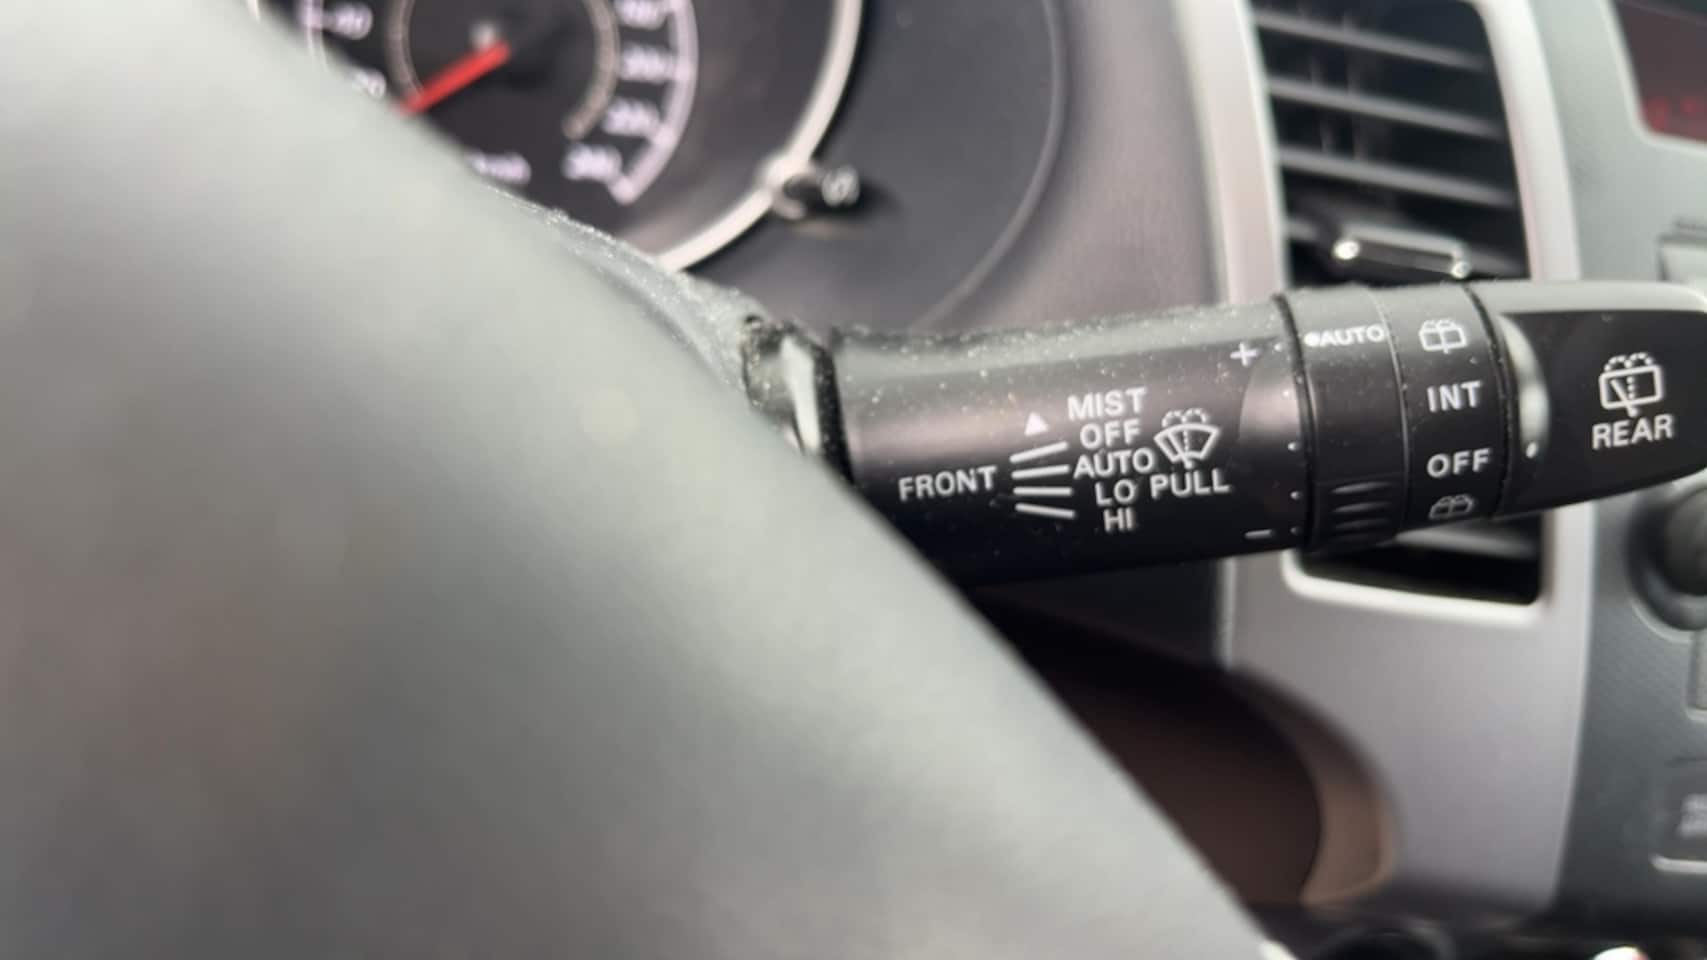 MIST
OFF
FRONT AUTO
LO PULL
HI
+
-
AUTO
INT
OFF
REAR